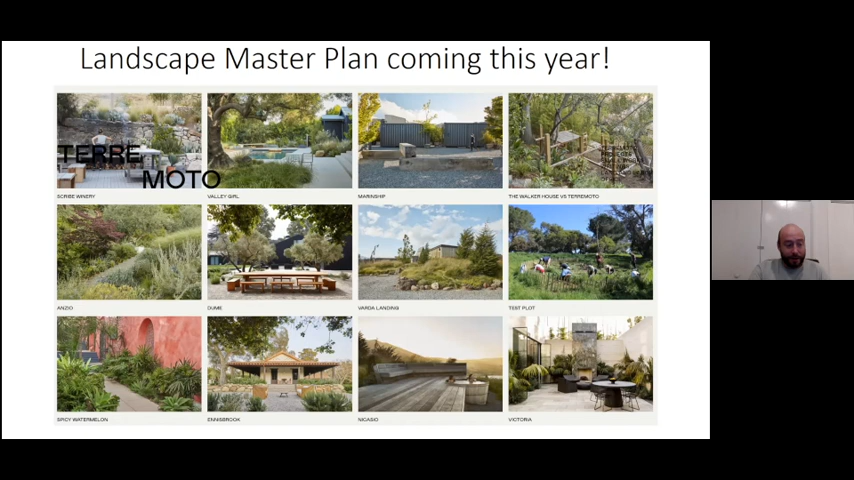 Landscape Master Plan coming this year!
TERRE
MOTO
SCRIBE WINERY
VALLEY GIRL
MARINSHIP
THE WALKER HOUSE VS TERREMOTO
ANZIO
DUME
VARDA LANDING
TEST PLOT
SPICY WATERMELON
ENNISBROOK
NICASIO
VICTORIA